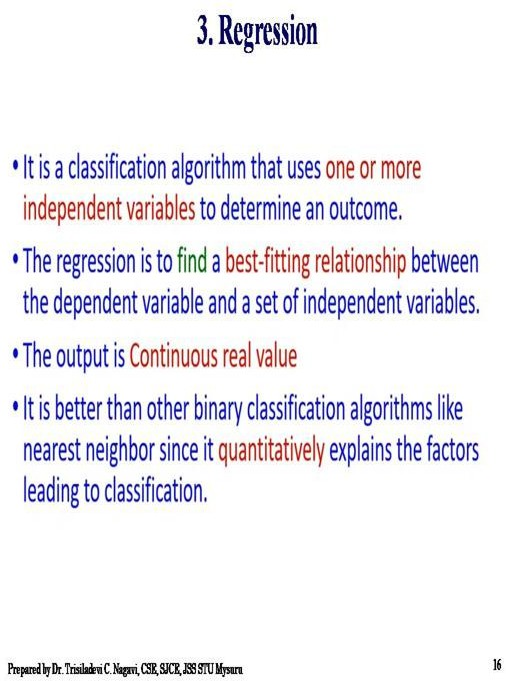 3. Regression
• It is a classification algorithm that uses one or more
independent variables to determine an outcome.
• The regression is to find a best-fitting relationship between
the dependent variable and a set of independent variables.
• The output is Continuous real value
• It is better than other binary classification algorithms like
nearest neighbor since it quantitatively explains the factors
leading to classification.
Prepared by Dr. Trisiladevi C. Nagavi, CSE, SJCE, JSS STU Mysuru
16